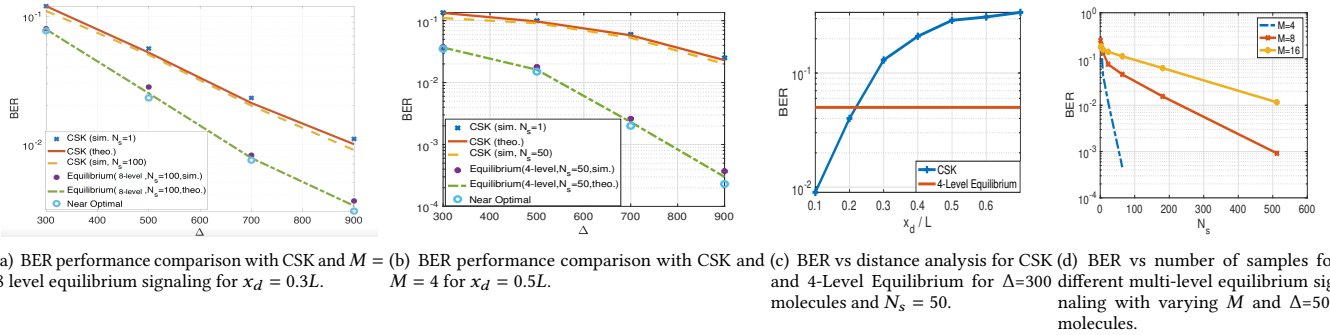 10^-1
10^-2
BER
CSK (sim. N_s=1)
CSK (theo.)
CSK (sim, N_s=100)
Equilibrium( 8-level ,N_s=100,sim.)
Equilibrium( 8-level ,N_s=100,theo.)
Near Optimal
300 400 500 600 700 800 900
Δ
10^-1
10^-2
10^-3
10^-4
BER
CSK (sim. N_s=1)
CSK (theo.)
CSK (sim, N_s=50)
Equilibrium(4-level,N_s=50,sim.)
Equilibrium(4-level,N_s=50,theo.)
Near Optimal
300 400 500 600 700 800 900
Δ
10^-1
10^-2
BER
CSK
4-Level Equilibrium
0.1 0.2 0.3 0.4 0.5 0.6
x_d / L
10^0
10^-1
10^-2
10^-3
10^-4
BER
M=4
M=8
M=16
0 100 200 300 400 500 600
N_s
a) BER performance comparison with CSK and M =
8 level equilibrium signaling for x_d = 0.3L.
(b) BER performance comparison with CSK and
M = 4 for x_d = 0.5L.
(c) BER vs distance analysis for CSK
and 4-Level Equilibrium for Δ=300
molecules and N_s = 50.
(d) BER vs number of samples fo
different multi-level equilibrium sig
naling with varying M and Δ=50
molecules.